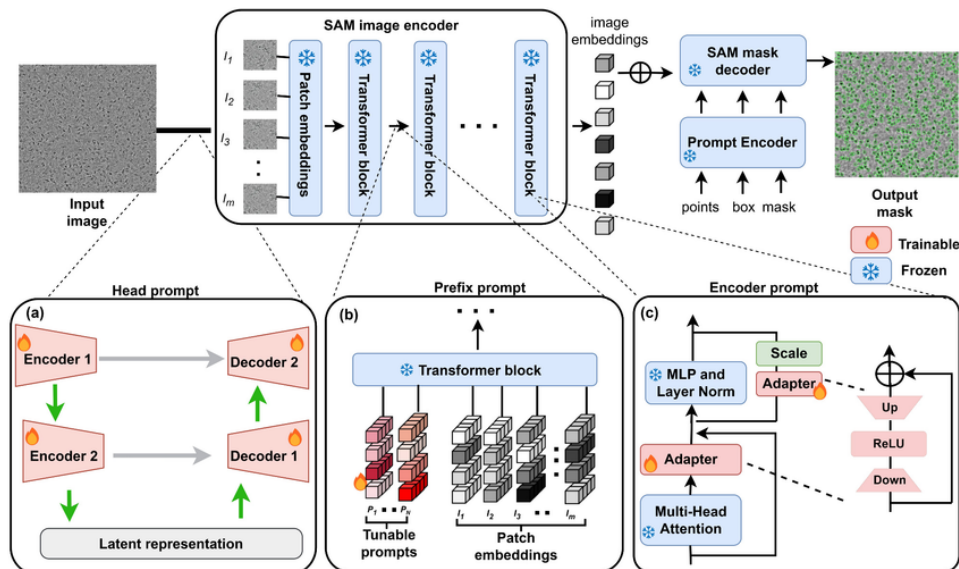 SAM image encoder
I1
I2
I3
Im
Patch embeddings
Transformer block
Transformer block
Transformer block
image
embeddings
SAM mask
decoder
Prompt Encoder
points box mask
Input
image
Output
mask
Trainable
Frozen
Head prompt
(a)
Encoder 1
Decoder 2
Encoder 2
Decoder 1
Latent representation
Prefix prompt
(b)
Transformer block
P1 PN I1 I2 I3 Im
Tunable
prompts
Patch
embeddings
Encoder prompt
(c)
MLP and
Layer Norm
Scale
Adapter
Adapter
Multi-Head
Attention
Up
ReLU
Down